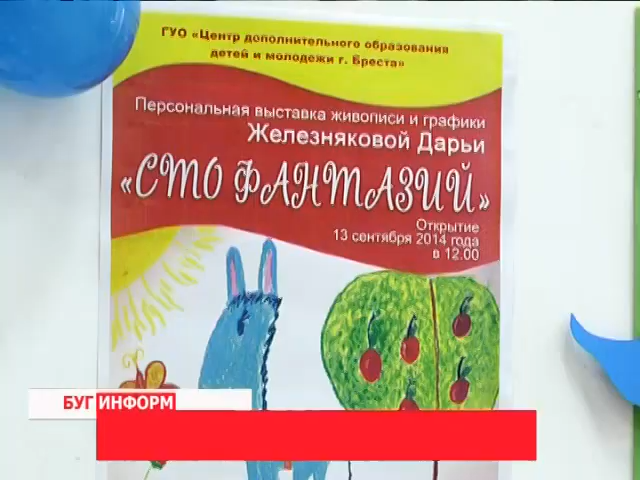 ГУО «Центр дополнительного образования
детей и молодежи г. Бреста»
Персональная выставка живописи и графики
Железняковой Дарьи
«СТО ФАНТАЗИЙ»
Открытие
13 сентября 2014 года
в 12.00
БУГ ИНФОРМ